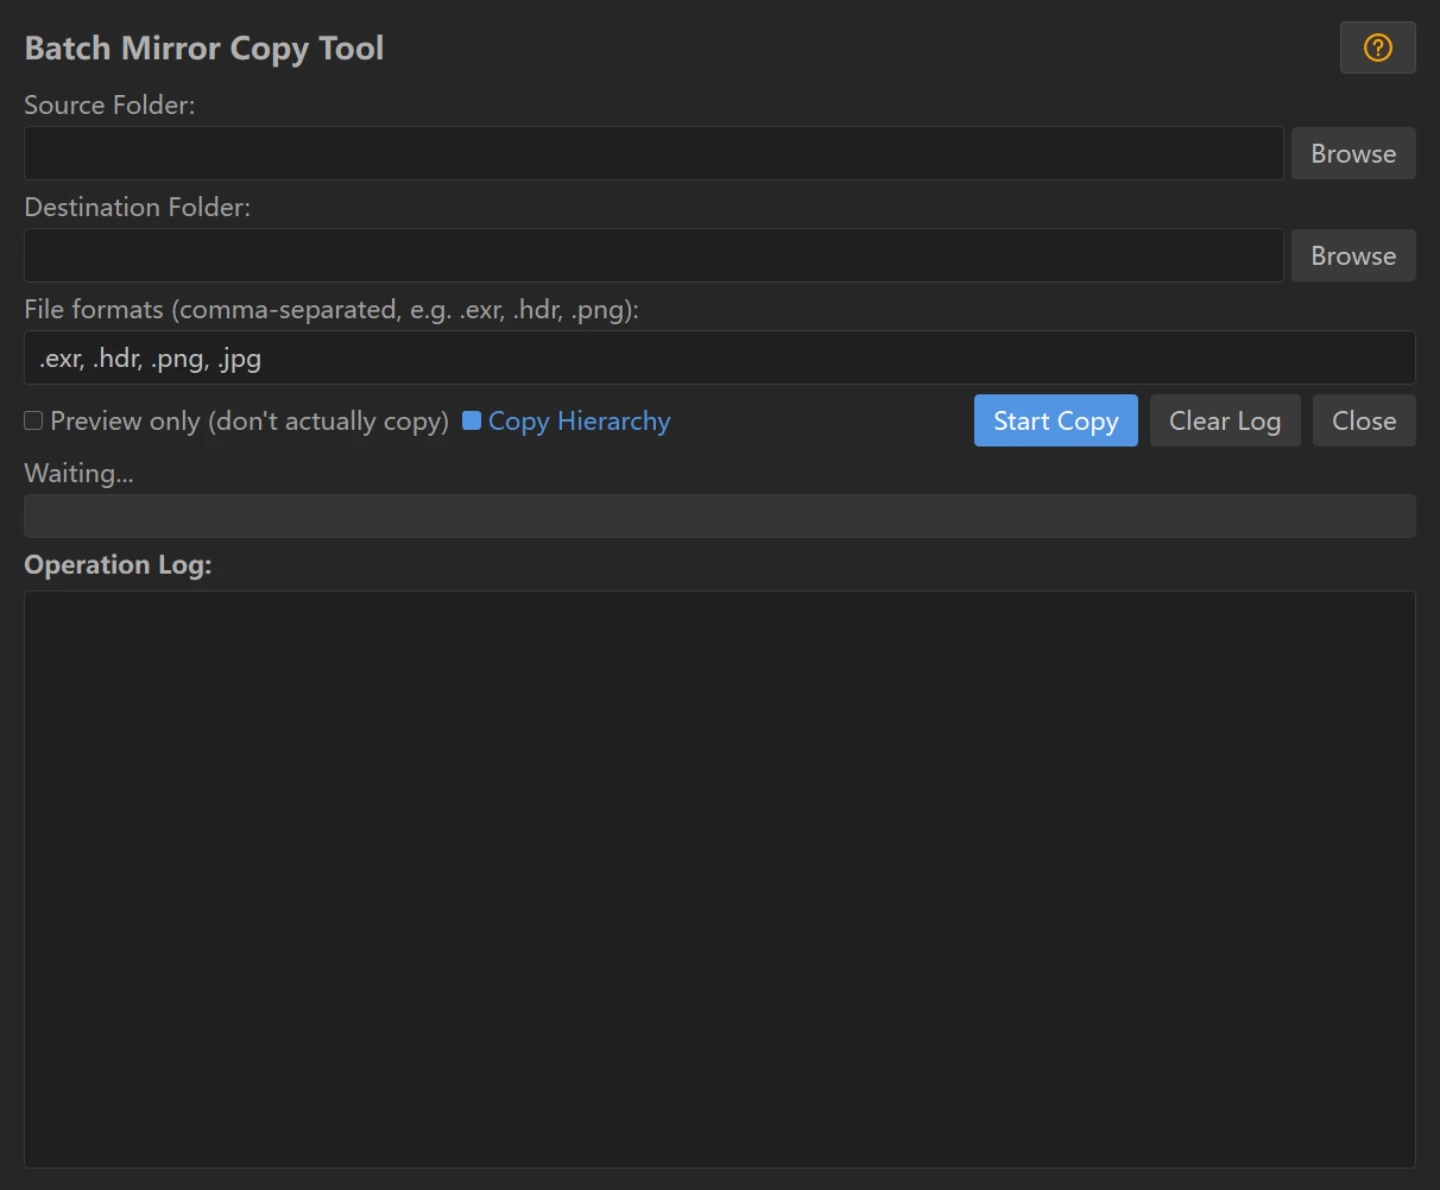 Batch Mirror Copy Tool
Source Folder:
Browse
Destination Folder:
Browse
File formats (comma-separated, e.g. .exr, .hdr, .png):
.exr, .hdr, .png, .jpg
Preview only (don't actually copy) Copy Hierarchy Start Copy Clear Log Close
Waiting...
Operation Log: